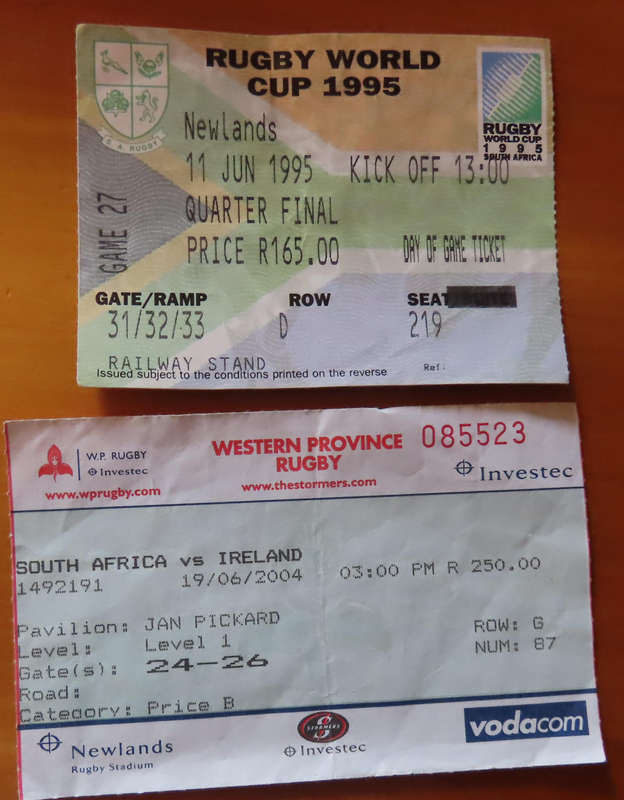 RUGBY WORLD
CUP 1995
S.A. RUGBY
RUGBY
WORLD CUP
1995
SOUTH AFRICA
NewLands
11 JUN 1995 KICK OFF 13:00
QUARTER FINAL
PRICE R165.00 DAY OF GAME TICKET
GAME 27
GATE/RAMP ROW SEAT
31/32/33 D 219
RAILWAY STAND
Issued subject to the conditions printed on the reverse
Ref:
W.P. RUGBY
Investec
www.wprugby.com
WESTERN PROVINCE
RUGBY
www.thestormers.com
085523
Investec
SOUTH AFRICA vs IRELAND
1492191 19/06/2004 03:00 PM R 250.00
Pavilion: JAN PICKARD ROW: G
Level: Level 1 NUM: 87
Gate(s): 24-26
Road:
Category: Price B
Newlands
Rugby Stadium
STORMERS
Investec
vodacom